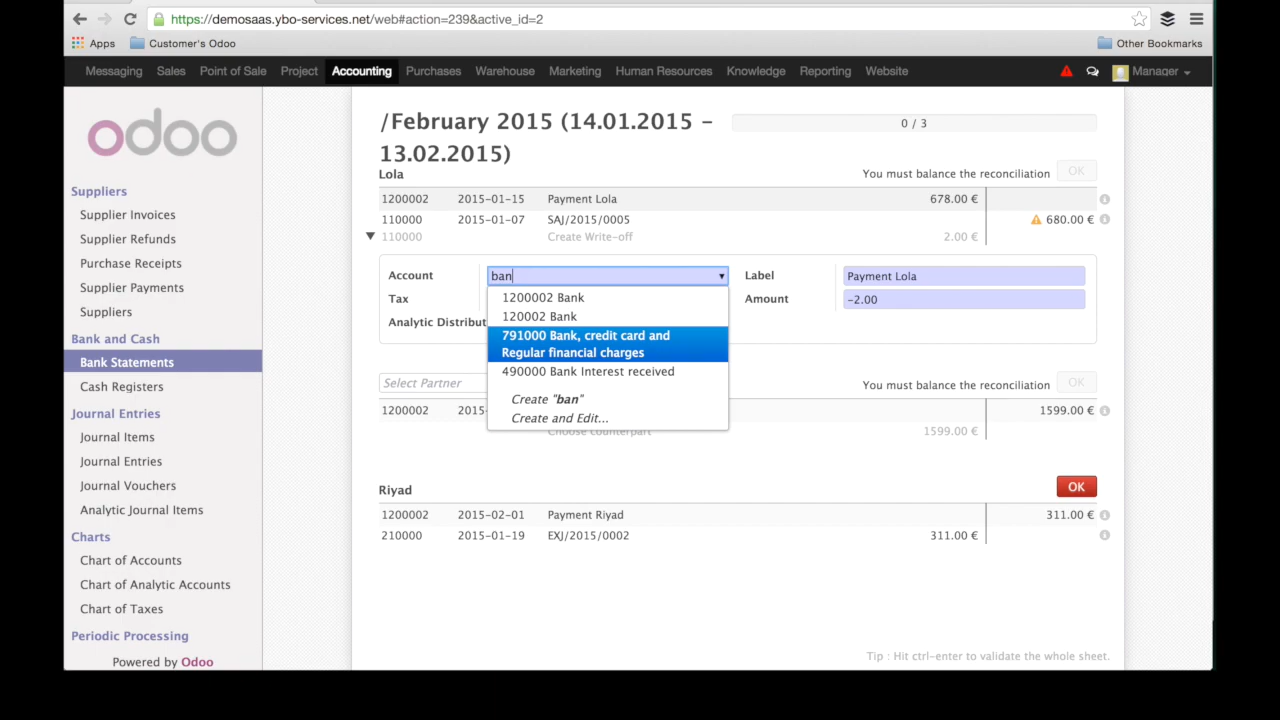 https://demosaas.ybo-services.net/web#action=239&active_id=2
Apps Customer's Odoo Other Bookmarks
Messaging Sales Point of Sale Project Accounting Purchases Warehouse Marketing Human Resources Knowledge Reporting Website Manager
odoo
Suppliers
Supplier Invoices
Supplier Refunds
Purchase Receipts
Supplier Payments
Suppliers
Bank and Cash
Bank Statements
Cash Registers
Journal Entries
Journal Items
Journal Entries
Journal Vouchers
Analytic Journal Items
Charts
Chart of Accounts
Chart of Analytic Accounts
Chart of Taxes
Periodic Processing
Powered by Odoo
/February 2015 (14.01.2015 -
13.02.2015)
0 / 3
Lola You must balance the reconciliation OK
1200002 2015-01-15 Payment Lola 678.00 €
110000 2015-01-07 SAJ/2015/0005 680.00 €
110000 Create Write-off 2.00 €
Account ban Label Payment Lola
Tax Amount -2.00
Analytic Distribut
1200002 Bank
120002 Bank
791000 Bank, credit card and
Regular financial charges
490000 Bank Interest received
Create "ban"
Create and Edit...
Select Partner You must balance the reconciliation OK
1200002 2015- 1599.00 €
Choose counterpart 1599.00 €
Riyad OK
1200002 2015-02-01 Payment Riyad 311.00 €
210000 2015-01-19 EXJ/2015/0002 311.00 €
Tip : Hit ctrl-enter to validate the whole sheet.